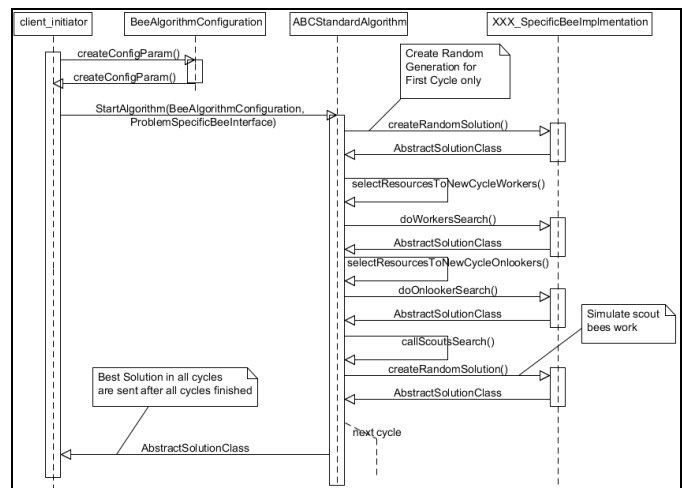 client_initiator
BeeAlgorithmConfiguration
ABCStandardAlgorithm
XXX_SpecificBeeImplmentation
createConfigParam()
createConfigParam()
Create Random
Generation for
First Cycle only
StartAlgorithm(BeeAlgorithmConfiguration,
ProblemSpecificBeeInterface)
createRandomSolution()
AbstractSolutionClass
selectResourcesToNewCycleWorkers()
doWorkersSearch()
AbstractSolutionClass
selectResourcesToNewCycleOnlookers()
doOnlookerSearch()
AbstractSolutionClass
Simulate scout
bees work
callScoutsSearch()
createRandomSolution()
AbstractSolutionClass
Best Solution in all cycles
are sent after all cycles finished
next cycle
AbstractSolutionClass